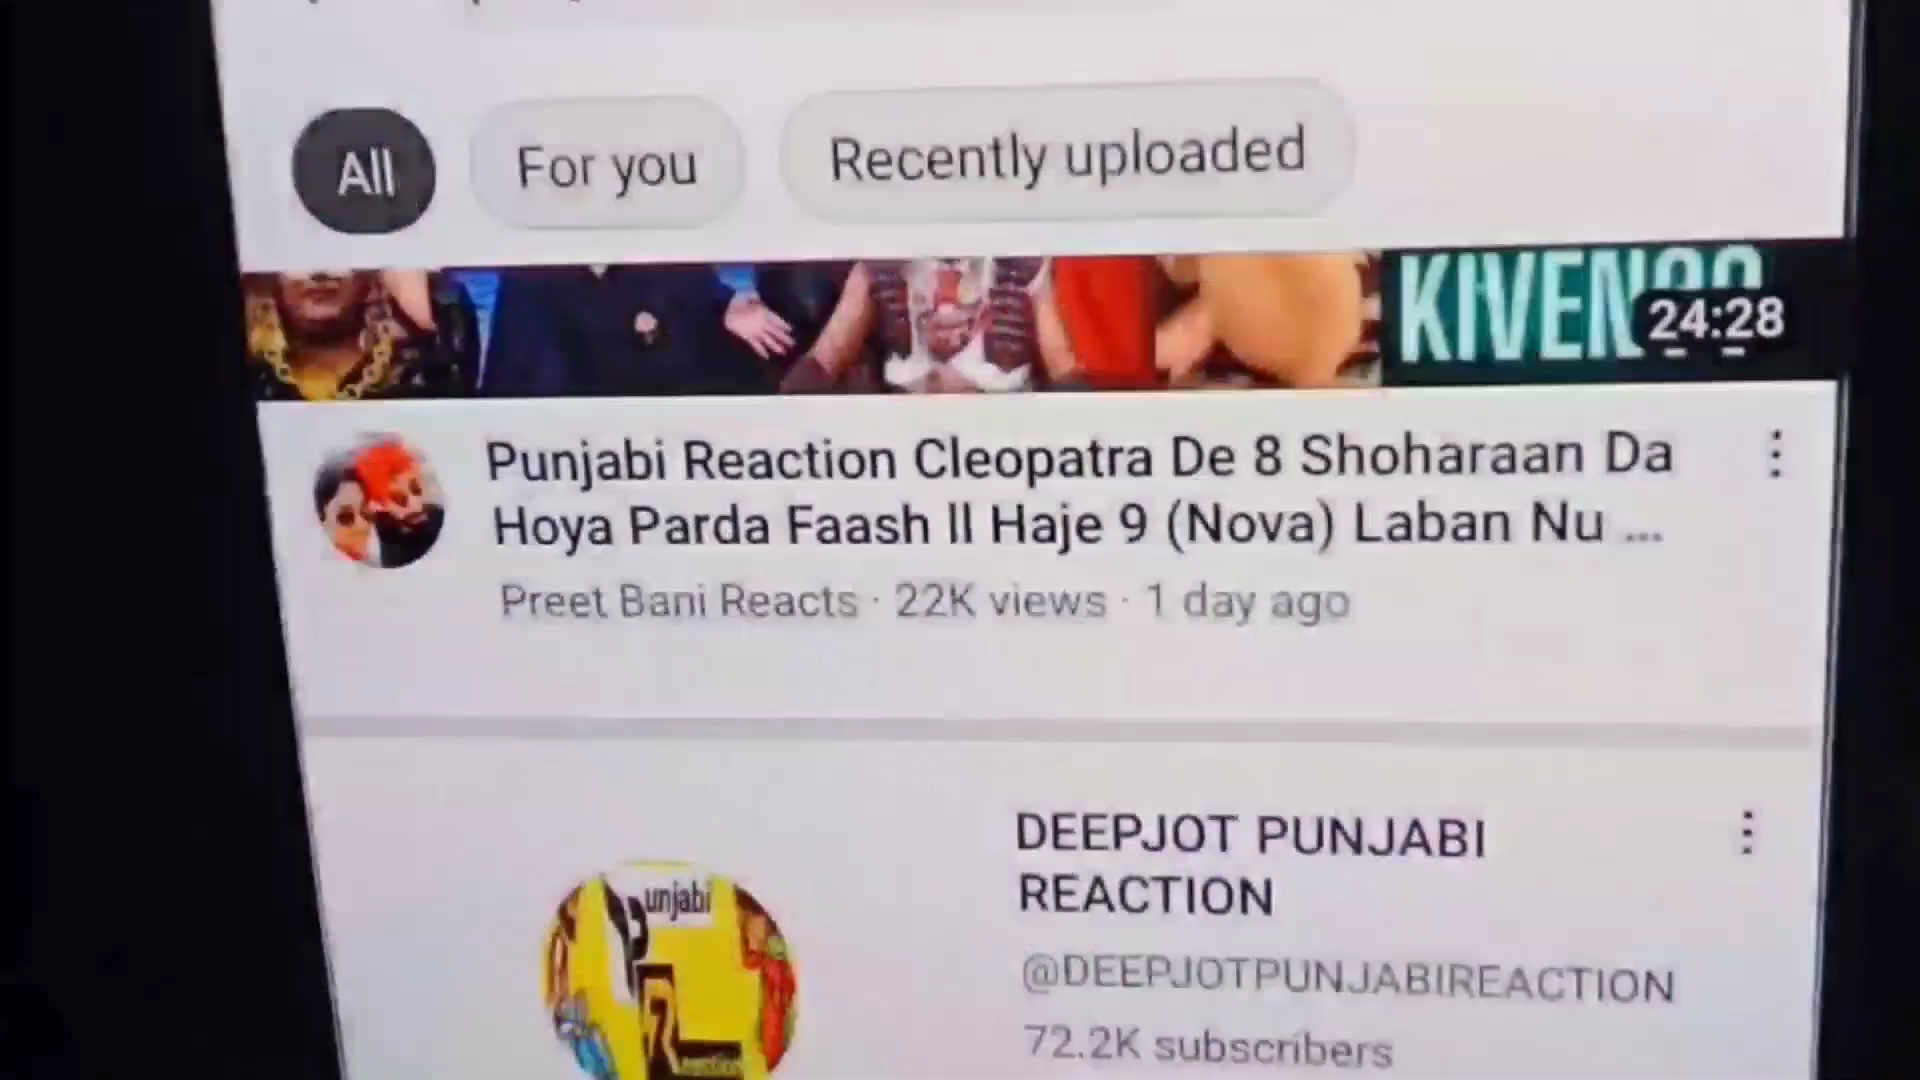 All
For you
Recently uploaded
24:28
Punjabi Reaction Cleopatra De 8 Shoharaan Da
Hoya Parda Faash ll Haje 9 (Nova) Laban Nu ...
Preet Bani Reacts · 22K views · 1 day ago
DEEPJOT PUNJABI
REACTION
@DEEPJOTPUNJABIREACTION
72.2K subscribers
unjabi